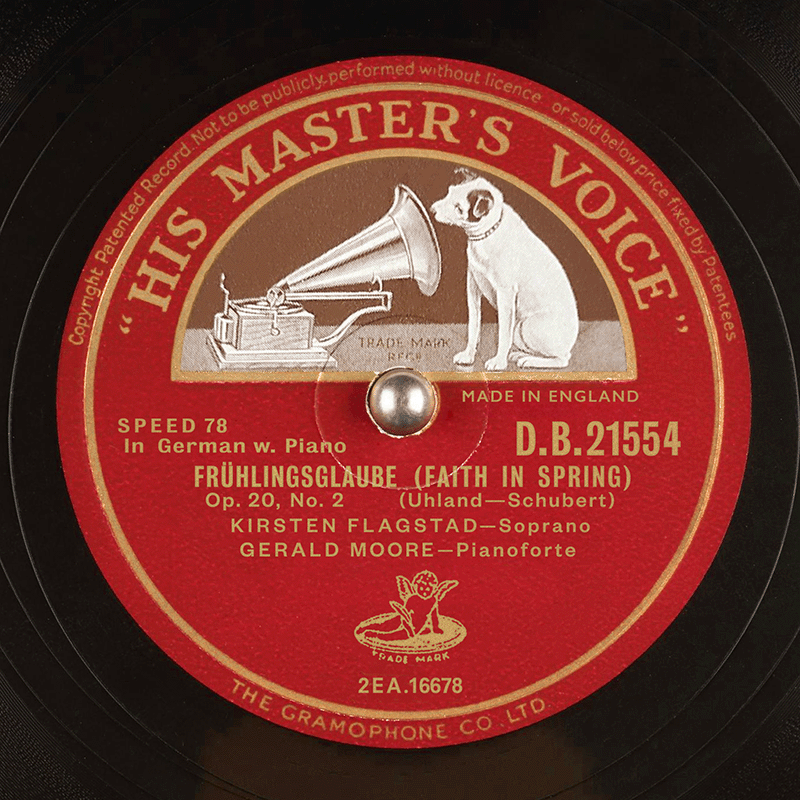 Copyright Patented Record. Not to be publicly performed without licence or sold below price fixed by Patentees
“HIS MASTER'S VOICE”
TRADE MARK
REGD
MADE IN ENGLAND
SPEED 78
In German w. Piano
D.B.21554
FRÜHLINGSGLAUBE (FAITH IN SPRING)
Op. 20, No. 2 (Uhland—Schubert)
KIRSTEN FLAGSTAD—Soprano
GERALD MOORE—Pianoforte
TRADE MARK
2EA.16678
THE GRAMOPHONE CO. LTD.